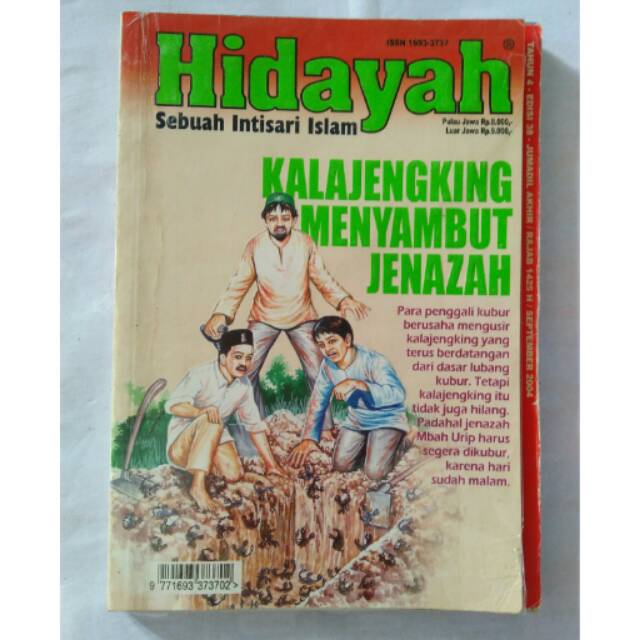 ISSN 1693-3737
Hidayah®
Sebuah Intisari Islam
Pulau Jawa Rp.8.000,-
Luar Jawa Rp.9.000,-
KALAJENGKING
MENYAMBUT
JENAZAH
Para penggali kubur
berusaha mengusir
kalajengking yang
terus berdatangan
dari dasar lubang
kubur. Tetapi
kalajengking itu
tidak juga hilang.
Padahal jenazah
Mbah Urip harus
segera dikubur,
karena hari
sudah malam.
9 771693 373702>
TAHUN 4 - EDISI 38 - JUMADIL AKHIR / RAJAB 1425 H / SEPTEMBER 2004